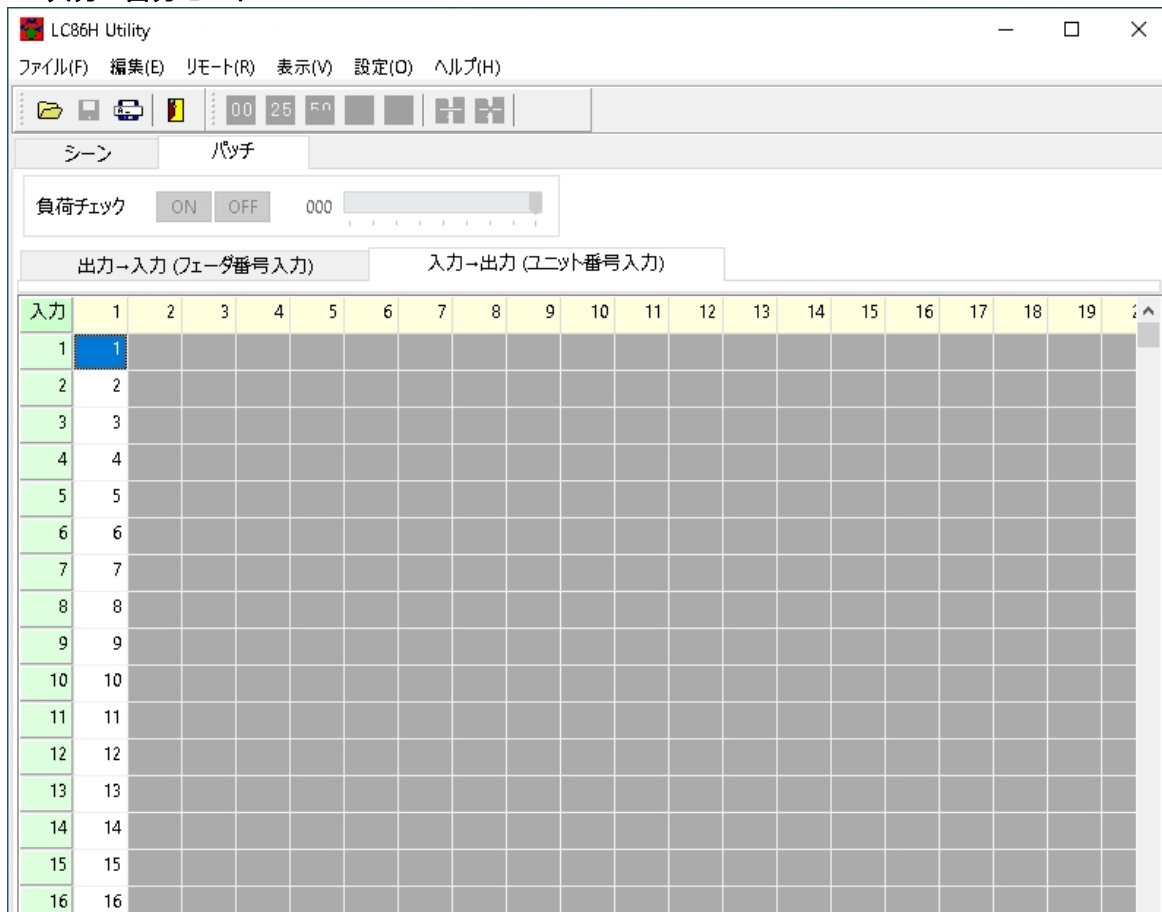 LC86H Utility
ファイル(F) 編集(E) リモート(R) 表示(V) 設定(O) ヘルプ(H)
00 25 50
シーン パッチ
負荷チェック ON OFF 000
出力→入力 (フェーダ番号入力) 入力→出力 (ユニット番号入力)
入力 1 2 3 4 5 6 7 8 9 10 11 12 13 14 15 16 17 18 19
1 1
2 2
3 3
4 4
5 5
6 6
7 7
8 8
9 9
10 10
11 11
12 12
13 13
14 14
15 15
16 16